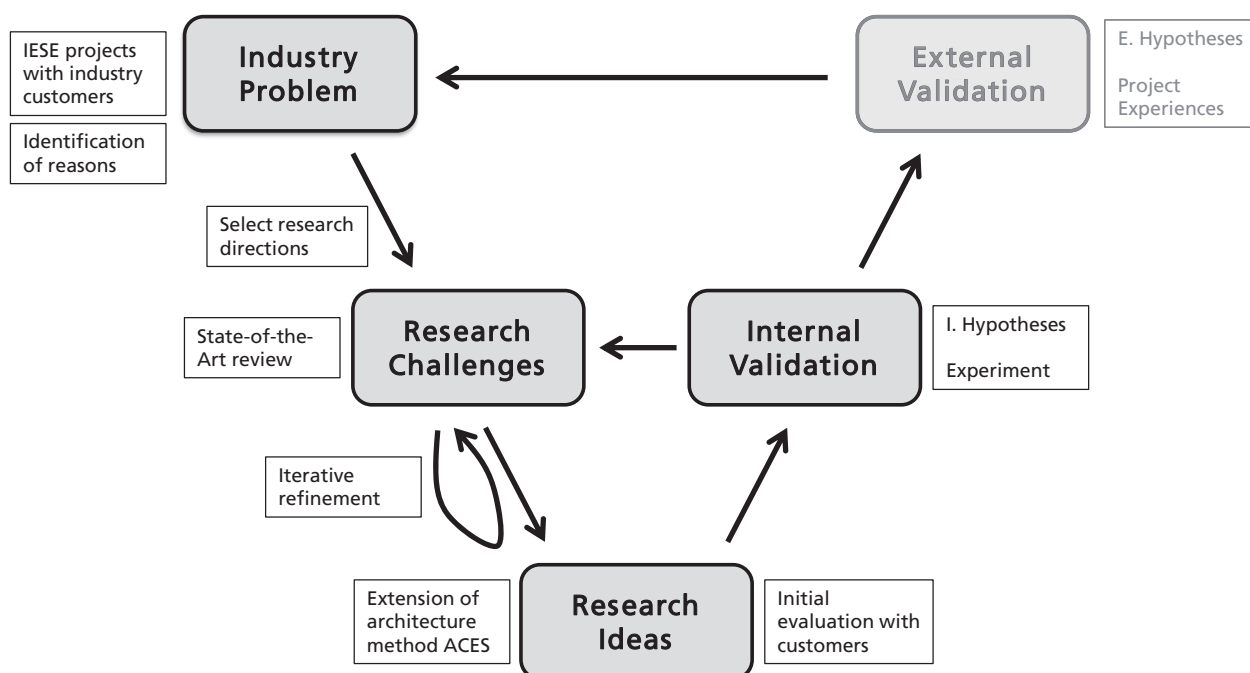 IESE projects
with industry
customers
Identification
of reasons
Industry
Problem
External
Validation
E. Hypotheses
Project
Experiences
Select research
directions
State-of-the-
Art review
Research
Challenges
Internal
Validation
I. Hypotheses
Experiment
Iterative
refinement
Extension of
architecture
method ACES
Research
Ideas
Initial
evaluation with
customers